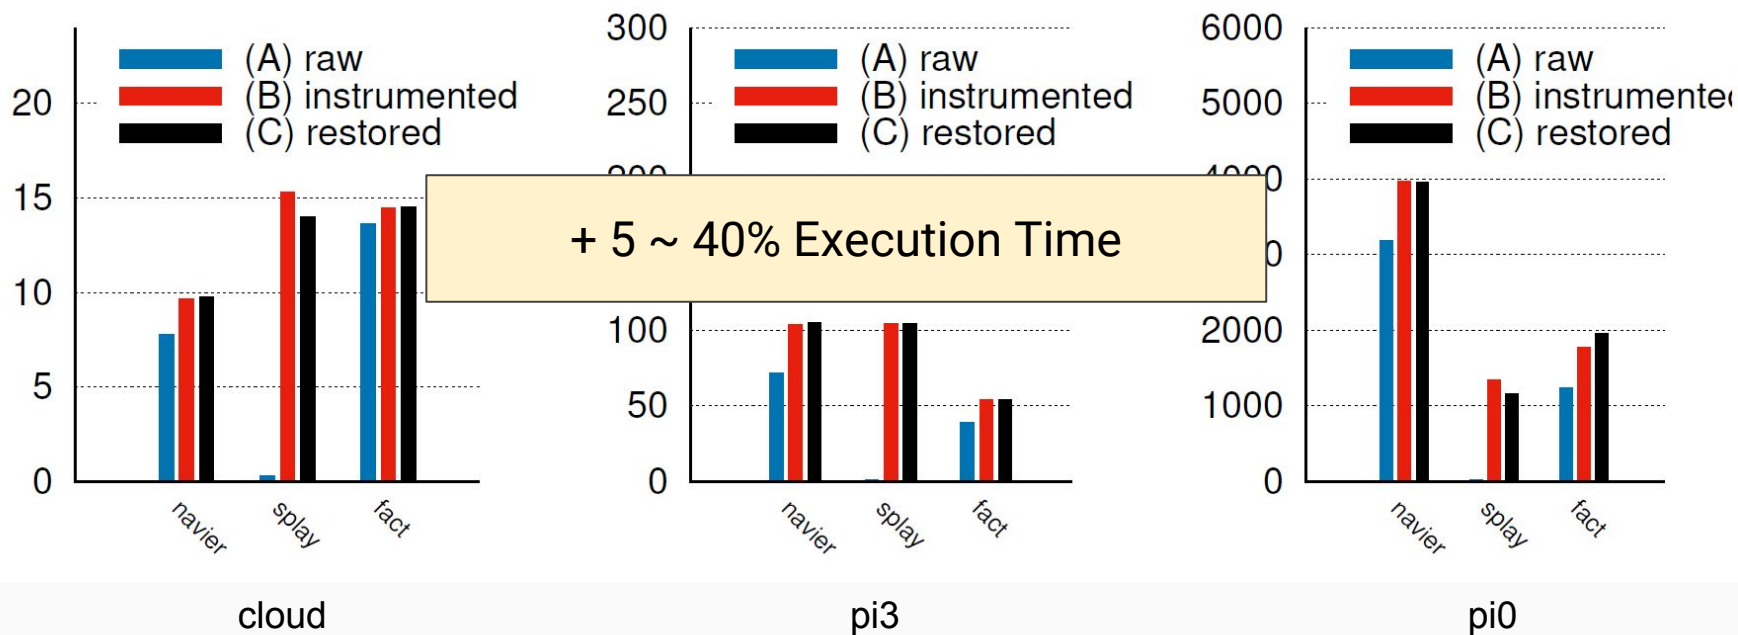 20
15
10
5
0
(A) raw
(B) instrumented
(C) restored
navier
splay
fact
cloud
300
250
100
50
0
(A) raw
(B) instrumented
(C) restored
navier
splay
fact
pi3
6000
5000
2000
1000
0
(A) raw
(B)
(C) restored
navier
splay
fact
pi0
+ 5 ~ 40% Execution Time